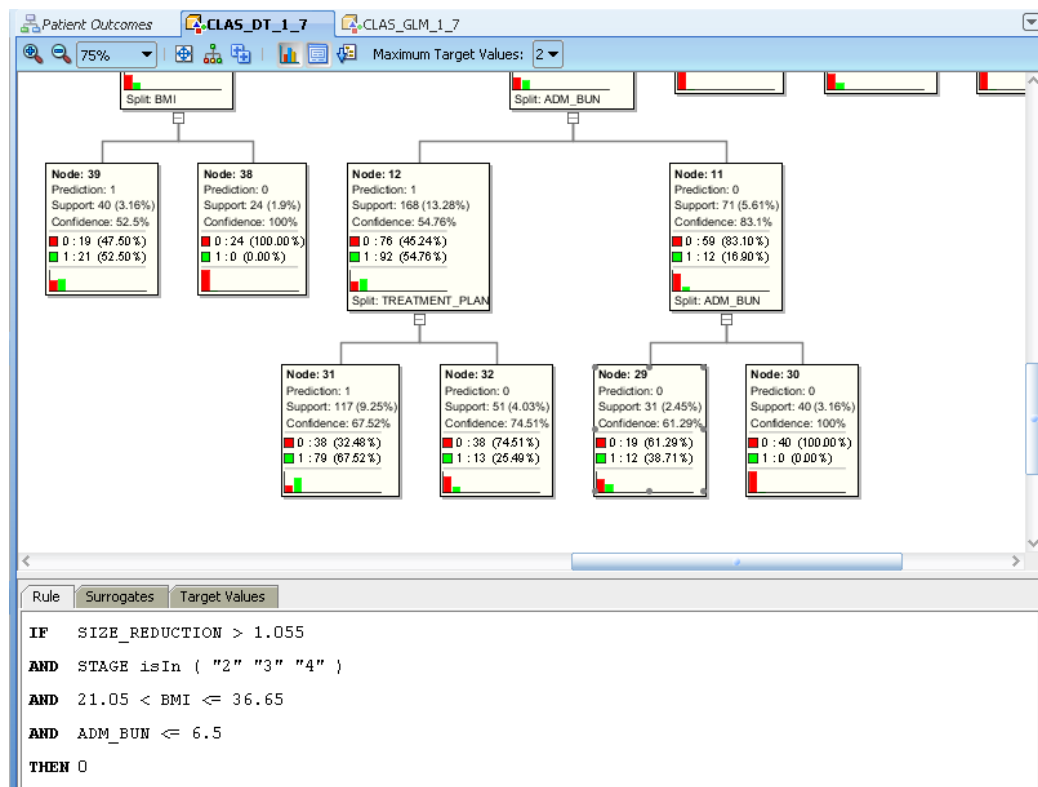 Patient Outcomes
CLAS_DT_1_7
CLAS_GLM_1_7
75%
Maximum Target Values: 2
Split: BMI
Split: ADM_BUN
Node: 39
Prediction: 1
Support: 40 (3.16%)
Confidence: 52.5%
0 : 19 (47.50%)
1 : 21 (52.50%)
Node: 38
Prediction: 0
Support: 24 (1.9%)
Confidence: 100%
0 : 24 (100.00%)
1 : 0 (0.00%)
Node: 12
Prediction: 1
Support: 168 (13.28%)
Confidence: 54.76%
0 : 76 (45.24%)
1 : 92 (54.76%)
Split: TREATMENT_PLAN
Node: 11
Prediction: 0
Support: 71 (5.61%)
Confidence: 83.1%
0 : 59 (83.10%)
1 : 12 (16.90%)
Split: ADM_BUN
Node: 31
Prediction: 1
Support: 117 (9.25%)
Confidence: 67.52%
0 : 38 (32.48%)
1 : 79 (67.52%)
Node: 32
Prediction: 0
Support: 51 (4.03%)
Confidence: 74.51%
0 : 38 (74.51%)
1 : 13 (25.49%)
Node: 29
Prediction: 0
Support: 31 (2.45%)
Confidence: 61.29%
0 : 19 (61.29%)
1 : 12 (38.71%)
Node: 30
Prediction: 0
Support: 40 (3.16%)
Confidence: 100%
0 : 40 (100.00%)
1 : 0 (0.00%)
Rule
Surrogates
Target Values
IF SIZE_REDUCTION > 1.055
AND STAGE isIn ( "2" "3" "4" )
AND 21.05 < BMI <= 36.65
AND ADM_BUN <= 6.5
THEN 0